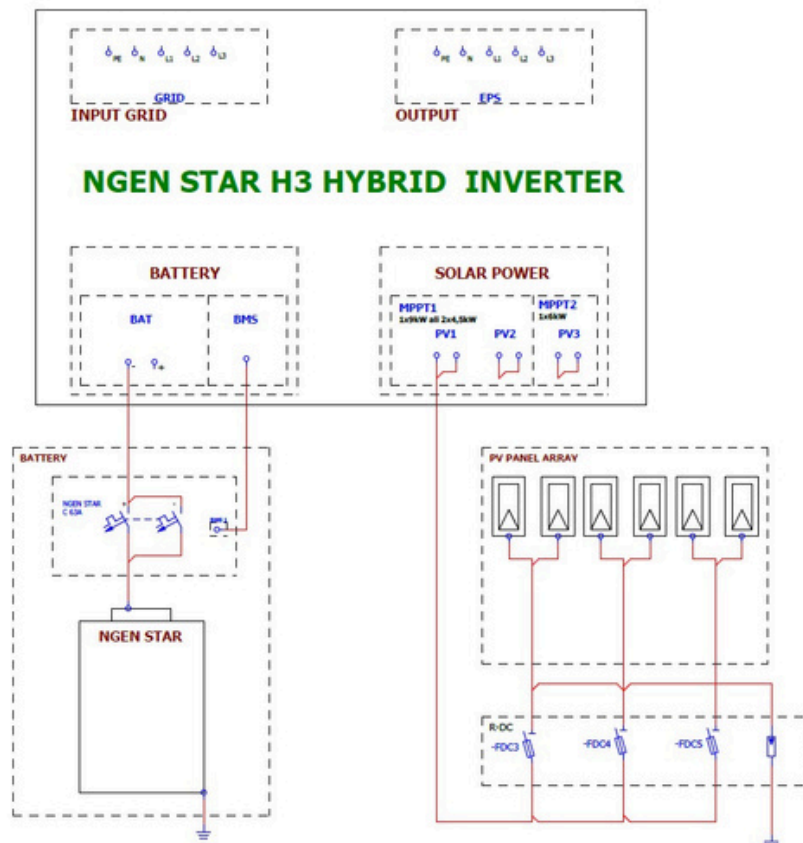 PE N L1 L2 L3
GRID
INPUT GRID
PE N L1 L2 L3
EPS
OUTPUT
NGEN STAR H3 HYBRID INVERTER
BATTERY
BAT
BMS
- +
SOLAR POWER
MPPT1
1x9kW ali 2x4,5kW
PV1
PV2
MPPT2
1x6kW
PV3
BATTERY
NGEN STAR
C 63A
+ -
NGEN STAR
PV PANEL ARRAY
R-DC
-FDC3
-FDC4
-FDC5